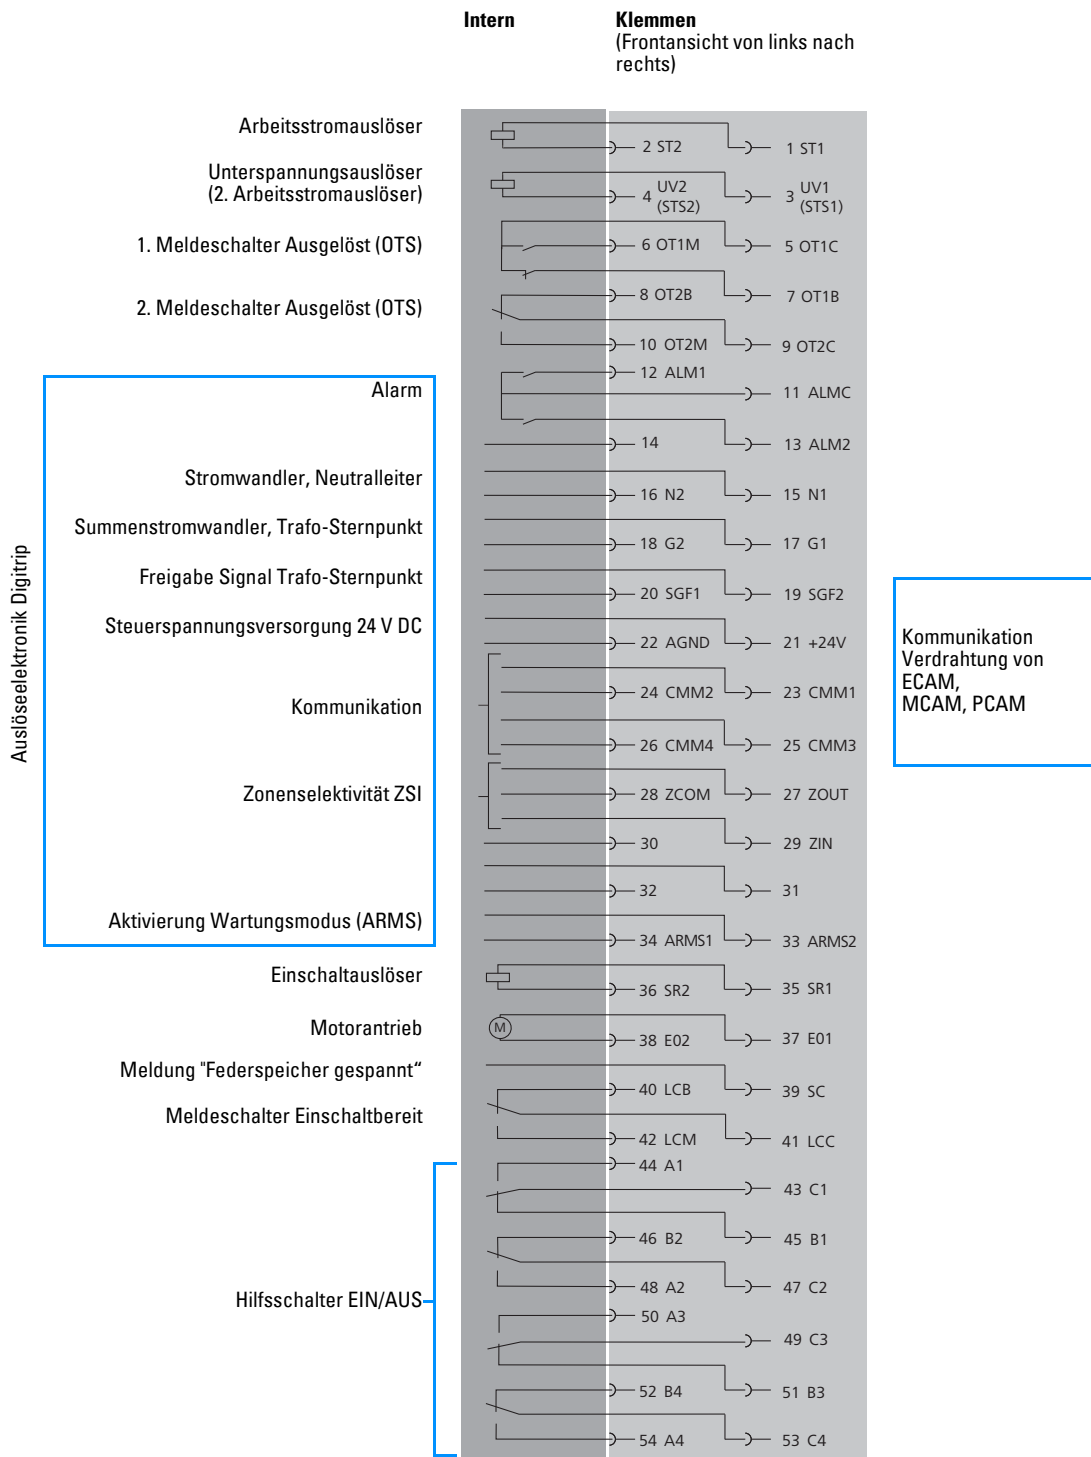 Intern
Klemmen
(Frontansicht von links nach
rechts)
Arbeitsstromauslöser
2 ST2
1 ST1
Unterspannungsauslöser
(2. Arbeitsstromauslöser)
4 UV2
(STS2)
3 UV1
(STS1)
1. Meldeschalter Ausgelöst (OTS)
6 OT1M
5 OT1C
8 OT2B
7 OT1B
2. Meldeschalter Ausgelöst (OTS)
10 OT2M
9 OT2C
12 ALM1
Alarm
11 ALMC
14
13 ALM2
Stromwandler, Neutralleiter
16 N2
15 N1
Summenstromwandler, Trafo-Sternpunkt
18 G2
17 G1
Freigabe Signal Trafo-Sternpunkt
20 SGF1
19 SGF2
Steuerspannungsversorgung 24 V DC
22 AGND
21 +24V
Auslöseelektronik Digitrip
Kommunikation
Verdrahtung von
ECAM,
MCAM, PCAM
24 CMM2
23 CMM1
Kommunikation
26 CMM4
25 CMM3
Zonenselektivität ZSI
28 ZCOM
27 ZOUT
30
29 ZIN
32
31
Aktivierung Wartungsmodus (ARMS)
34 ARMS1
33 ARMS2
Einschaltauslöser
36 SR2
35 SR1
Motorantrieb
M
38 E02
37 E01
Meldung "Federspeicher gespannt“
40 LCB
39 SC
Meldeschalter Einschaltbereit
42 LCM
41 LCC
44 A1
43 C1
46 B2
45 B1
48 A2
47 C2
Hilfsschalter EIN/AUS
50 A3
49 C3
52 B4
51 B3
54 A4
53 C4